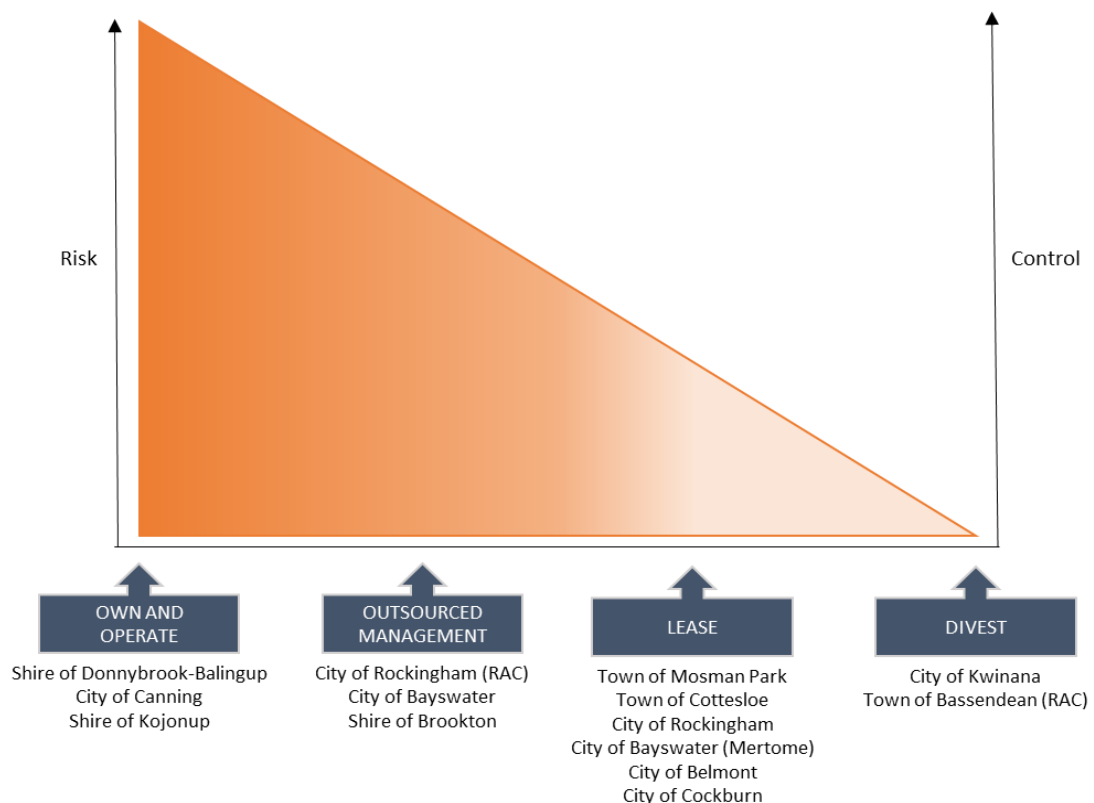 Risk
Control
OWN AND
OPERATE
Shire of Donnybrook-Balingup
City of Canning
Shire of Kojonup
OUTSOURCED
MANAGEMENT
City of Rockingham (RAC)
City of Bayswater
Shire of Brookton
LEASE
Town of Mosman Park
Town of Cottesloe
City of Rockingham
City of Bayswater (Mertome)
City of Belmont
City of Cockburn
DIVEST
City of Kwinana
Town of Bassendean (RAC)